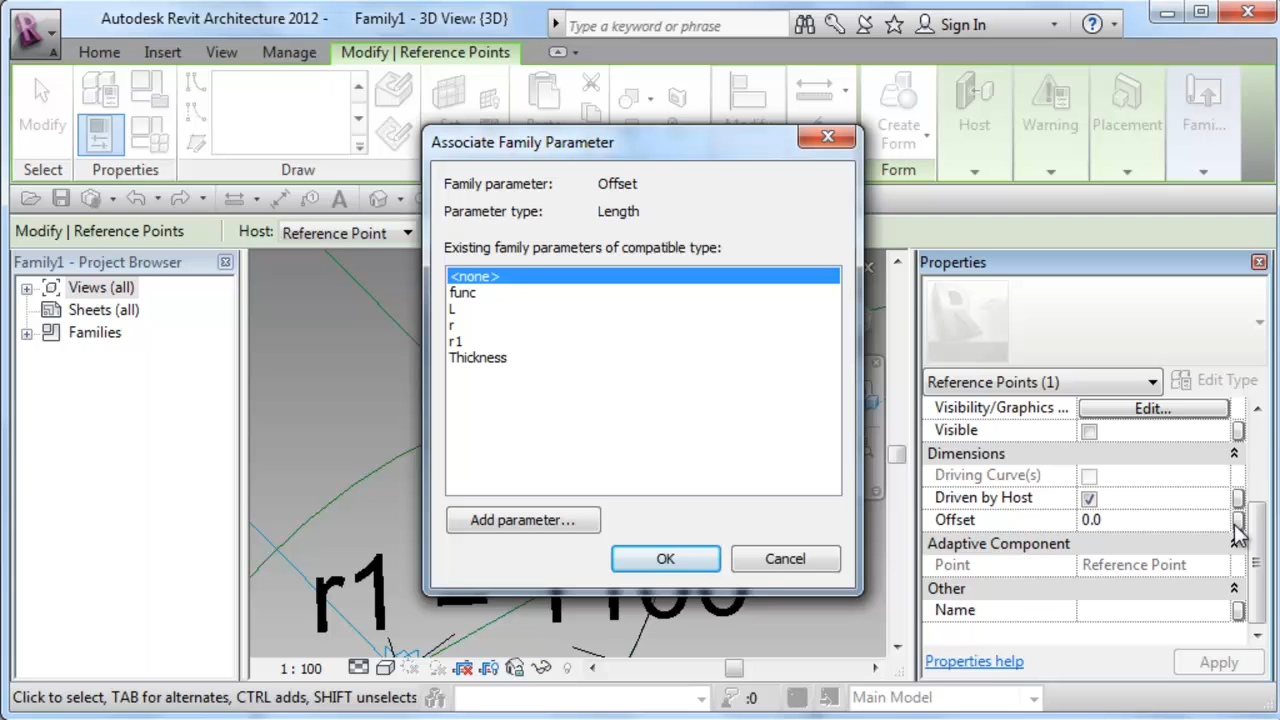 Autodesk Revit Architecture 2012 -
Family1 - 3D View: {3D}
Type a keyword or phrase
Sign In
Home
Insert
View
Manage
Modify | Reference Points
Modify
Select
Properties
Draw
Create
Form
Form
Host
Warning
Placement
Fami...
Modify | Reference Points
Host:
Reference Point
Family1 - Project Browser
Views (all)
Sheets (all)
Families
Associate Family Parameter
Family parameter:
Offset
Parameter type:
Length
Existing family parameters of compatible type:
<none>
func
L
r
r1
Thickness
Add parameter...
OK
Cancel
r1 =
Properties
Reference Points (1)
Edit Type
Visibility/Graphics ...
Edit...
Visible
Dimensions
Driving Curve(s)
Driven by Host
Offset
0.0
Adaptive Component
Point
Reference Point
Other
Name
Properties help
Apply
1 : 100
Click to select, TAB for alternates, CTRL adds, SHIFT unselects
:0
Main Model